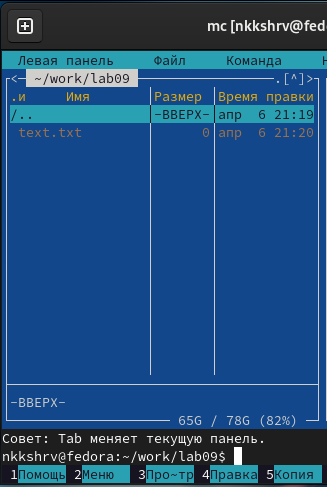 mc [nkkshrv@fed
Левая панель Файл Команда
<─ ~/work/lab09 .[^]>
.и Имя Размер Время правки
/.. -ВВЕРХ- апр 6 21:19
text.txt 0 апр 6 21:20
-ВВЕРХ-
65G / 78G (82%)
Совет: Tab меняет текущую панель.
nkkshrv@fedora:~/work/lab09$
1Помощь 2Меню 3Про~тр 4Правка 5Копия